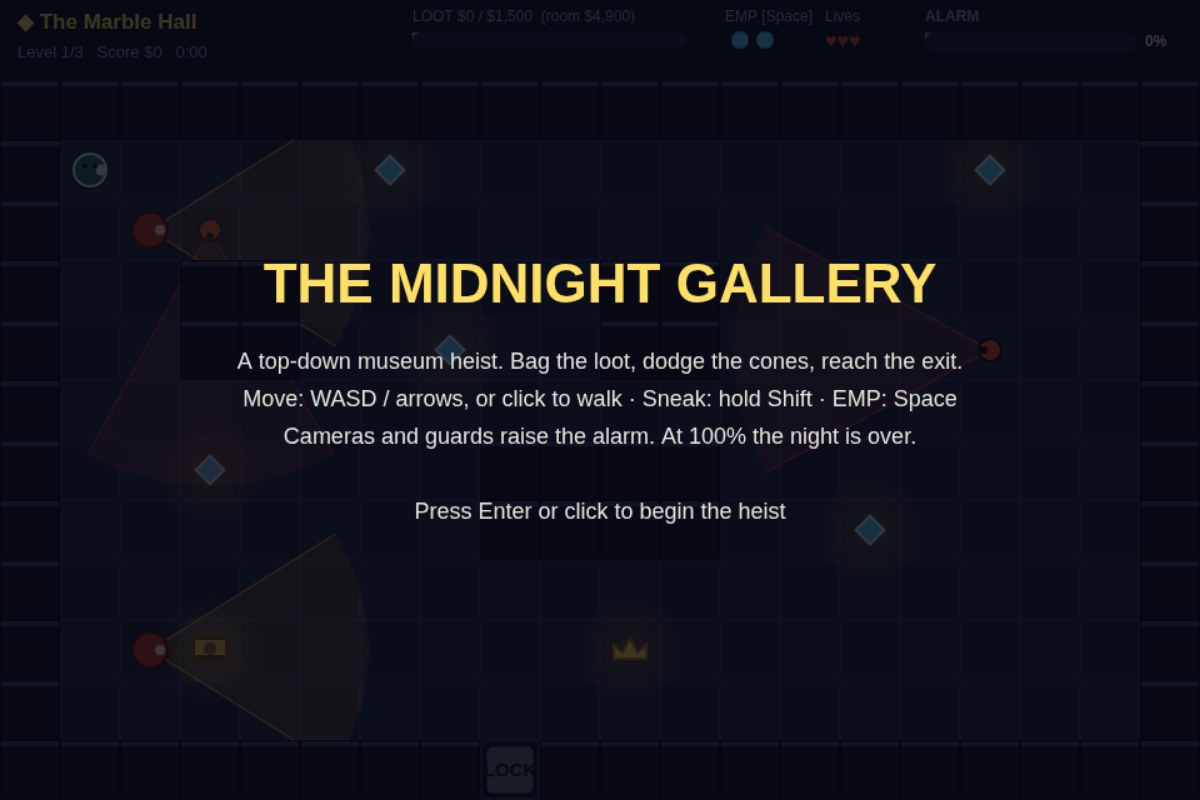 ◆ The Marble Hall
Level 1/3 Score $0 0:00
LOOT $0 / $1,500 (room $4,900)
EMP [Space] Lives
ALARM
0%
THE MIDNIGHT GALLERY
A top-down museum heist. Bag the loot, dodge the cones, reach the exit.
Move: WASD / arrows, or click to walk · Sneak: hold Shift · EMP: Space
Cameras and guards raise the alarm. At 100% the night is over.
Press Enter or click to begin the heist
LOCK